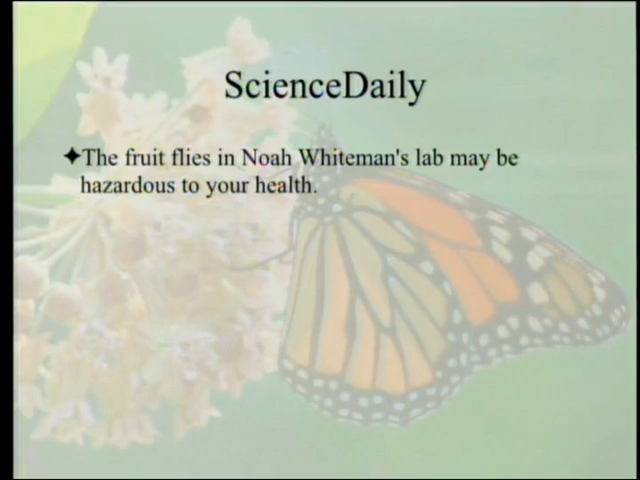 ScienceDaily
✦The fruit flies in Noah Whiteman's lab may be
hazardous to your health.